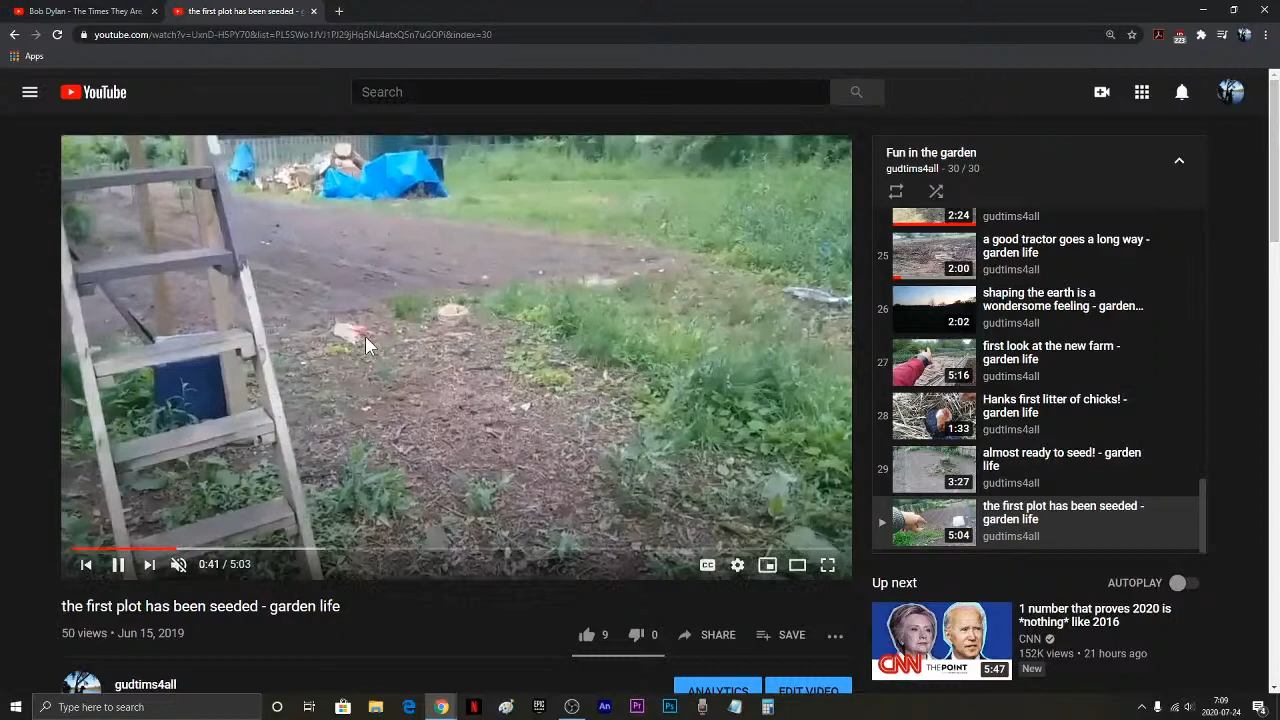 Bob Dylan - The Times They Are
the first plot has been seeded - g
youtube.com/watch?v=UxnD-H5PY70&list=PL5SWo1JVJ1PJ29jHq5NL4atxQ5n7uGOPi&index=30
223
Apps
YouTube
Search
Fun in the garden
gudtims4all - 30 / 30
2:24
gudtims4all
25
a good tractor goes a long way - garden life
2:00
gudtims4all
26
shaping the earth is a wonderful feeling - garden...
2:02
gudtims4all
27
first look at the new farm - garden life
5:16
gudtims4all
28
Hanks first litter of chicks! - garden life
1:33
gudtims4all
29
almost ready to seed! - garden life
3:27
gudtims4all
the first plot has been seeded - garden life
5:04
gudtims4all
0:41 / 5:03
CC
the first plot has been seeded - garden life
50 views • Jun 15, 2019
9
0
SHARE
SAVE
gudtims4all
ANALYTICS
EDIT VIDEO
Up next
AUTOPLAY
CNN THE POINT
5:47
1 number that proves 2020 is *nothing* like 2016
CNN
152K views • 21 hours ago
New
Type here to search
N
EPIC
An
Pr
Ps
7:09
2020-07-24